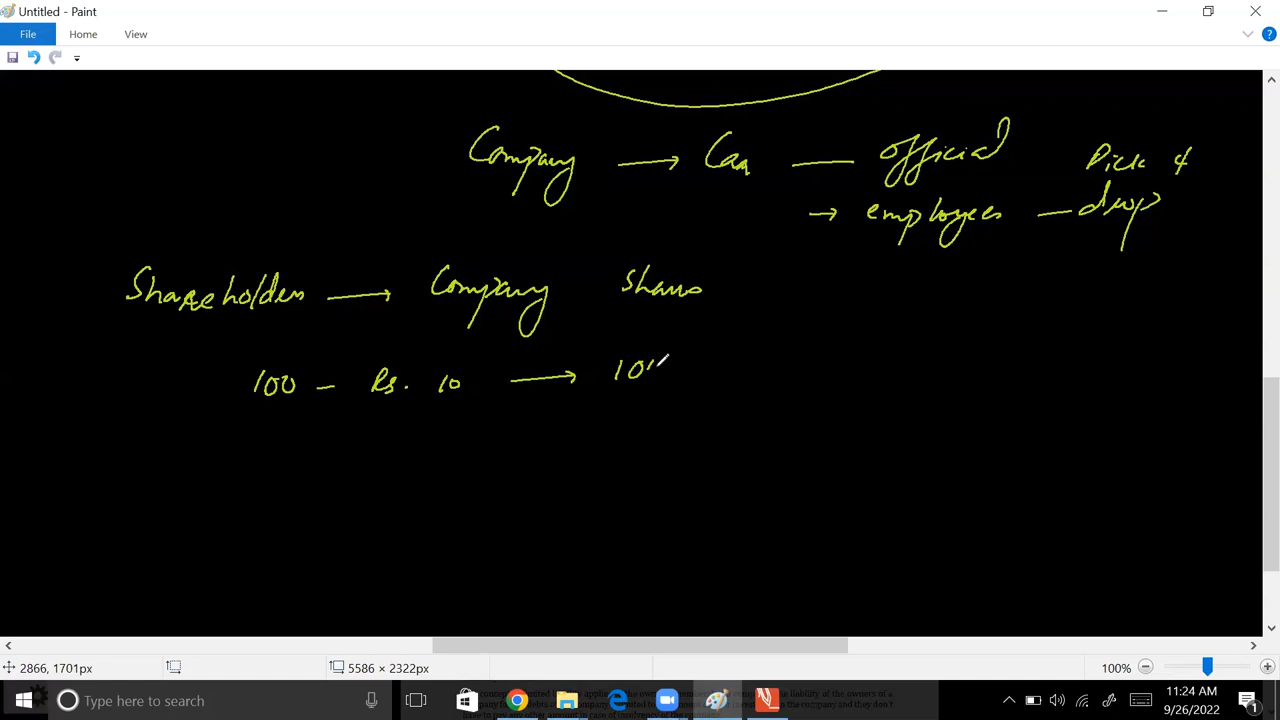 Untitled - Paint
File Home View
Company → Car — official Pick &
→ employees — drop
Shareholders → Company Shares
100 - Rs. 10 →
2866, 1701px 5586 × 2322px 100%
Type here to search
11:24 AM
9/26/2022